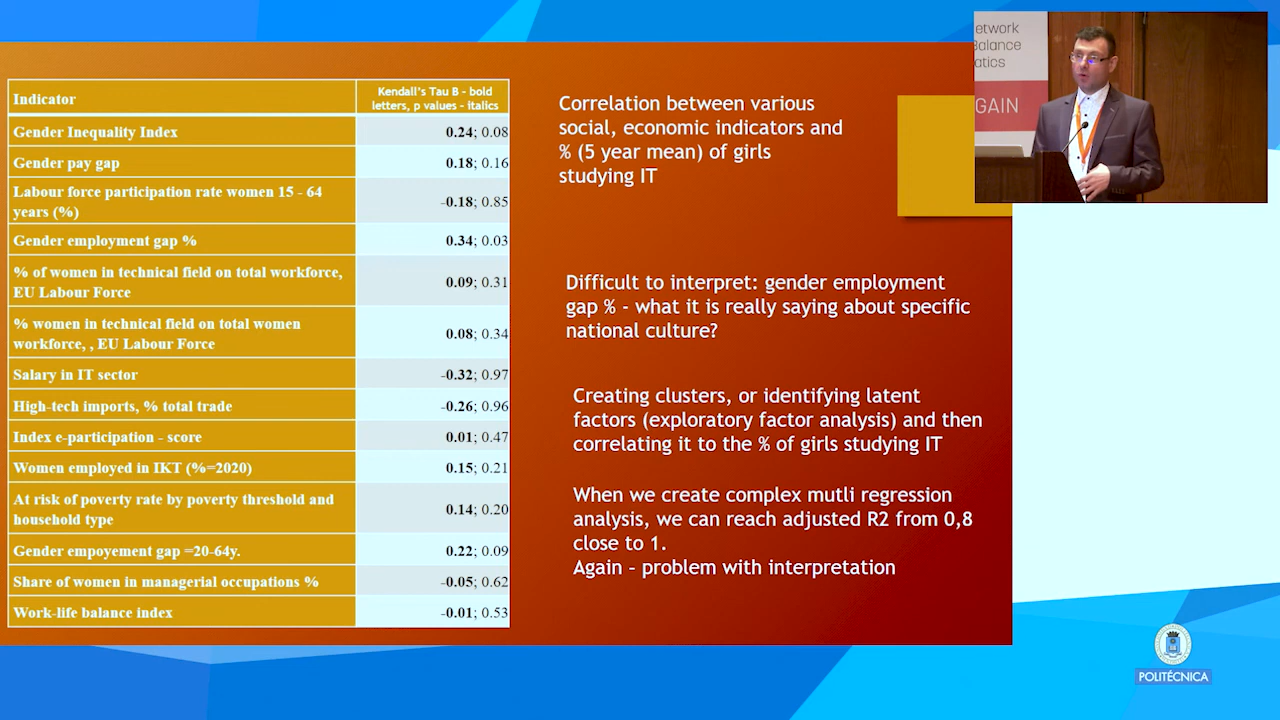 Indicator
Kendall's Tau B - bold
letters, p values - italics
Gender Inequality Index
0.24; 0.08
Gender pay gap
0.18; 0.16
Labour force participation rate women 15 - 64
years (%)
-0.18; 0.85
Gender employment gap %
0.34; 0.03
% of women in technical field on total workforce,
EU Labour Force
0.09; 0.31
% women in technical field on total women
workforce, , EU Labour Force
0.08; 0.34
Salary in IT sector
-0.32; 0.97
High-tech imports, % total trade
-0.26; 0.96
Index e-participation - score
0.01; 0.47
Women employed in IKT (%=2020)
0.15; 0.21
At risk of poverty rate by poverty threshold and
household type
0.14; 0.20
Gender empoyement gap =20-64y.
0.22; 0.09
Share of women in managerial occupations %
-0.05; 0.62
Work-life balance index
-0.01; 0.53
Correlation between various
social, economic indicators and
% (5 year mean) of girls
studying IT
Difficult to interpret: gender employment
gap % - what it is really saying about specific
national culture?
Creating clusters, or identifying latent
factors (exploratory factor analysis) and then
correlating it to the % of girls studying IT
When we create complex mutli regression
analysis, we can reach adjusted R2 from 0,8
close to 1.
Again – problem with interpretation
etwork
Balance
atics
GAIN
POLITÉCNICA